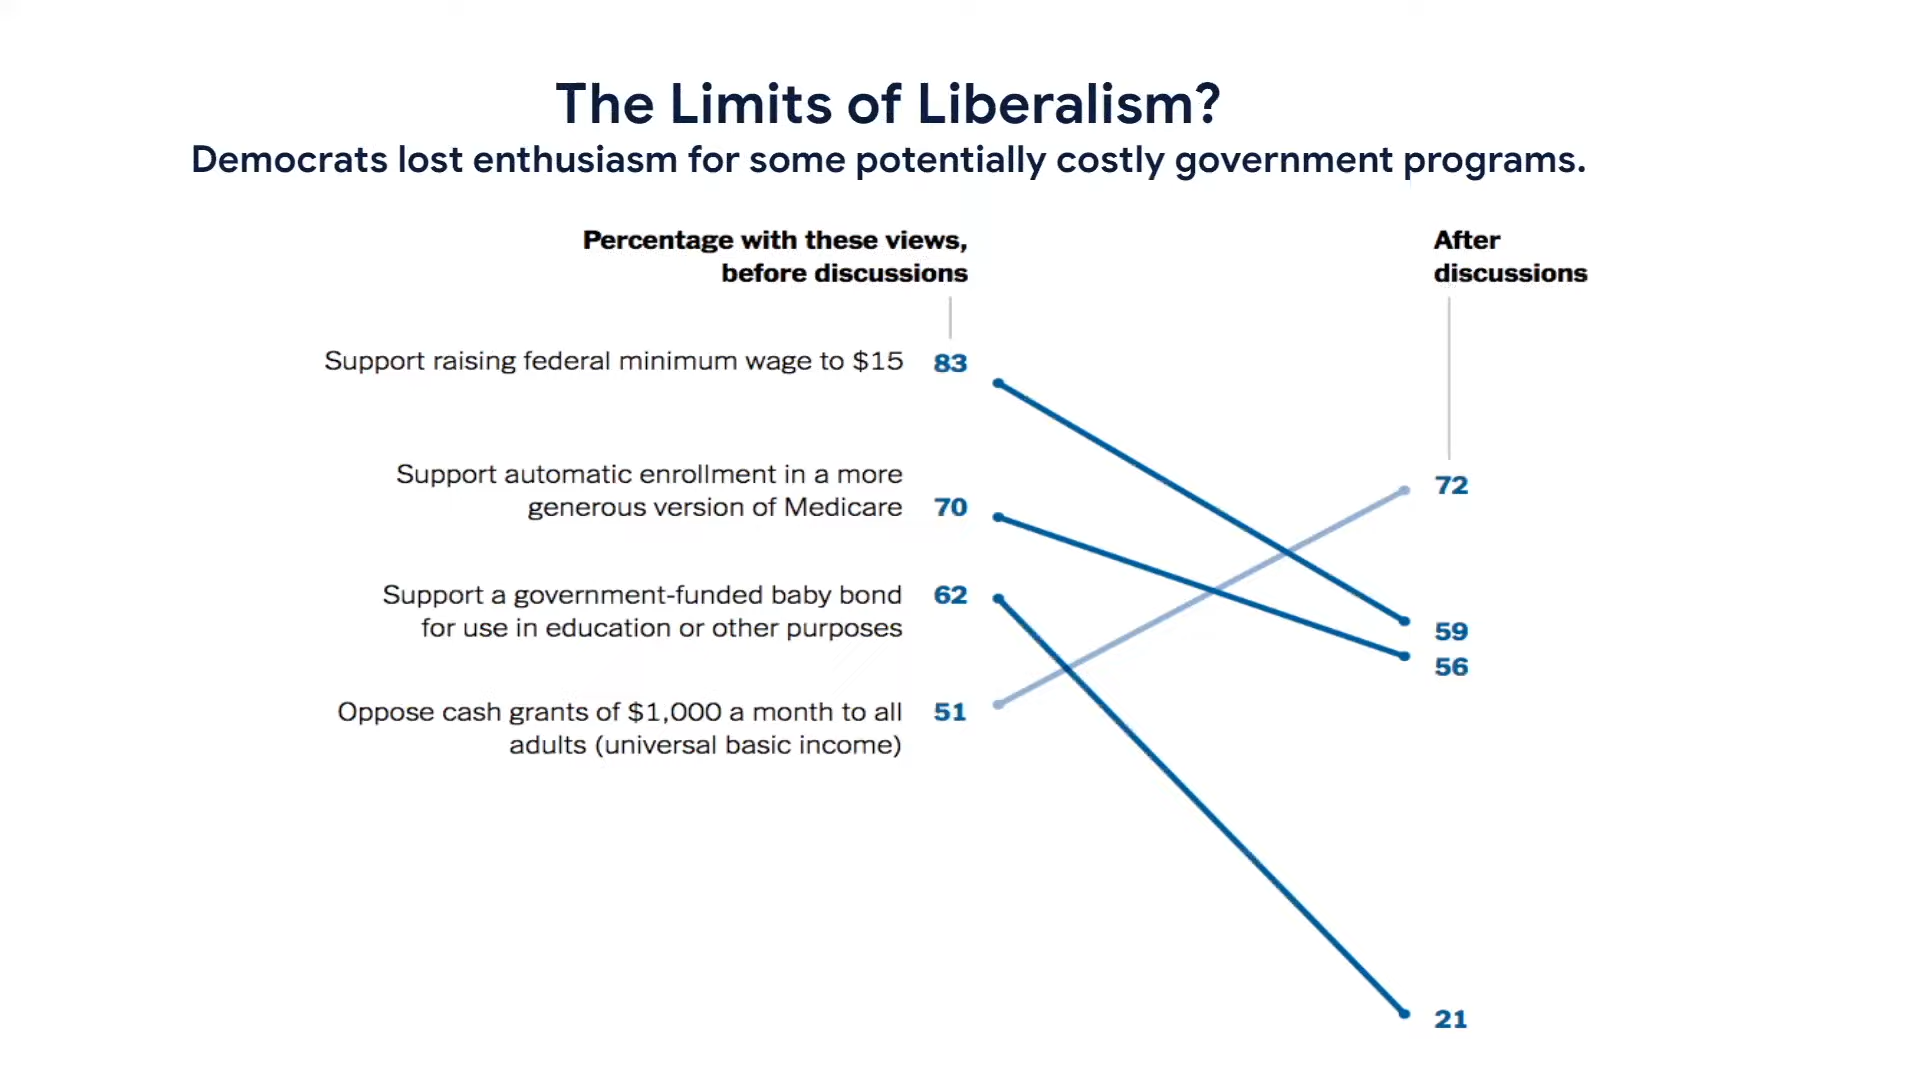 The Limits of Liberalism?
Democrats lost enthusiasm for some potentially costly government programs.
Percentage with these views,
before discussions
After
discussions
Support raising federal minimum wage to $15 83
72
Support automatic enrollment in a more
generous version of Medicare 70
Support a government-funded baby bond 62
for use in education or other purposes
59
56
Oppose cash grants of $1,000 a month to all 51
adults (universal basic income)
21